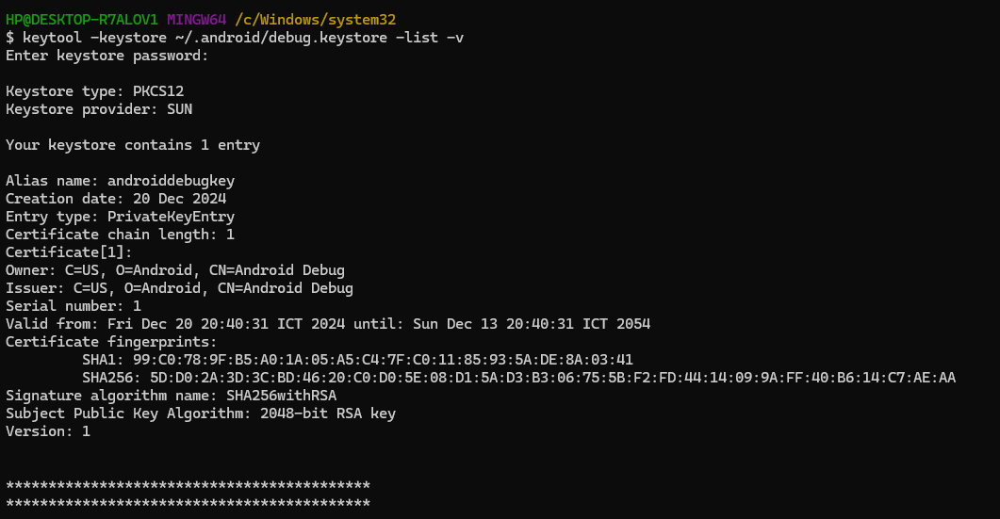 HP@DESKTOP-R7ALOV1 MINGW64 /c/Windows/system32
$ keytool -keystore ~/.android/debug.keystore -list -v
Enter keystore password:
Keystore type: PKCS12
Keystore provider: SUN
Your keystore contains 1 entry
Alias name: androiddebugkey
Creation date: 20 Dec 2024
Entry type: PrivateKeyEntry
Certificate chain length: 1
Certificate[1]:
Owner: C=US, O=Android, CN=Android Debug
Issuer: C=US, O=Android, CN=Android Debug
Serial number: 1
Valid from: Fri Dec 20 20:40:31 ICT 2024 until: Sun Dec 13 20:40:31 ICT 2054
Certificate fingerprints:
SHA1: 99:C0:78:9F:B5:A0:1A:05:A5:C4:7F:C0:11:85:93:5A:DE:8A:03:41
SHA256: 5D:D0:2A:3D:3C:BD:46:20:C0:D0:5E:08:D1:5A:D3:B3:06:75:5B:F2:FD:44:14:09:9A:FF:40:B6:14:C7:AE:AA
Signature algorithm name: SHA256withRSA
Subject Public Key Algorithm: 2048-bit RSA key
Version: 1
*******************************************
*******************************************